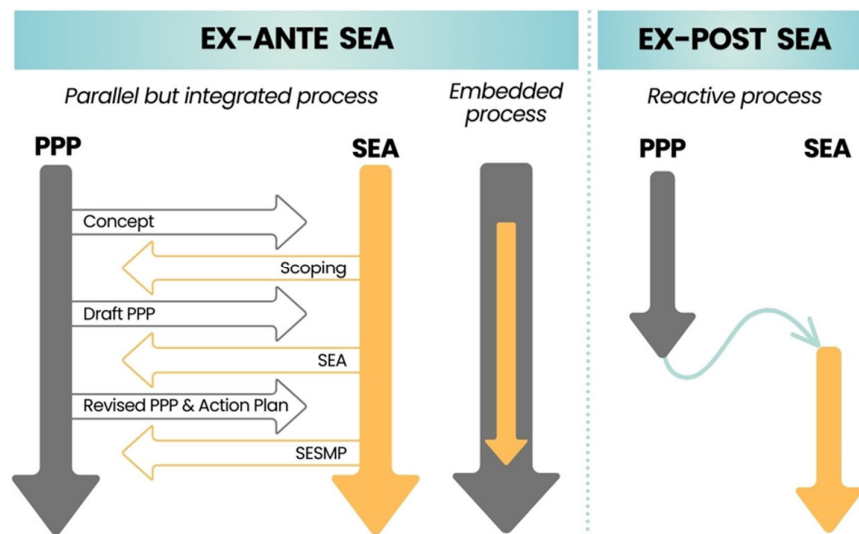 EX-ANTE SEA
EX-POST SEA
Parallel but integrated process
Embedded
process
Reactive process
PPP
SEA
PPP
SEA
Concept
Scoping
Draft PPP
SEA
Revised PPP & Action Plan
SESMP